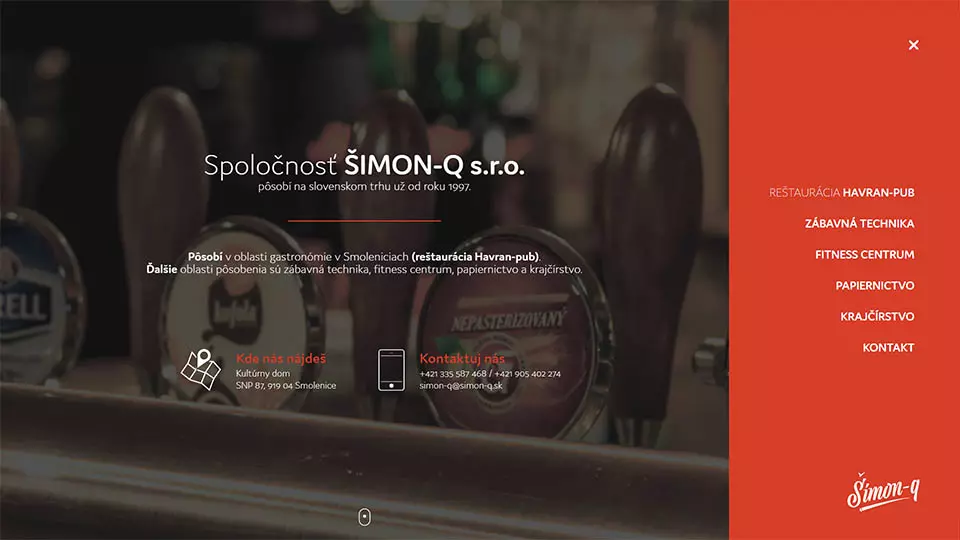 Spoločnosť ŠIMON-Q s.r.o.
pôsobí na slovenskom trhu už od roku 1997.
Pôsobí v oblasti gastronómie v Smoleniciach (reštaurácia Havran-pub).
Ďalšie oblasti pôsobenia sú zábavná technika, fitness centrum, papiernictvo a krajčírstvo.
RELL
kofola
NEPASTERIZOVANÝ
Kde nás nájdeš
Kultúrny dom
SNP 87, 919 04 Smolenice
Kontaktuj nás
+421 335 587 468 / +421 905 402 274
simon-q@simon-q.sk
×
REŠTAURÁCIA HAVRAN-PUB
ZÁBAVNÁ TECHNIKA
FITNESS CENTRUM
PAPIERNICTVO
KRAJČÍRSTVO
KONTAKT
Šimon-q